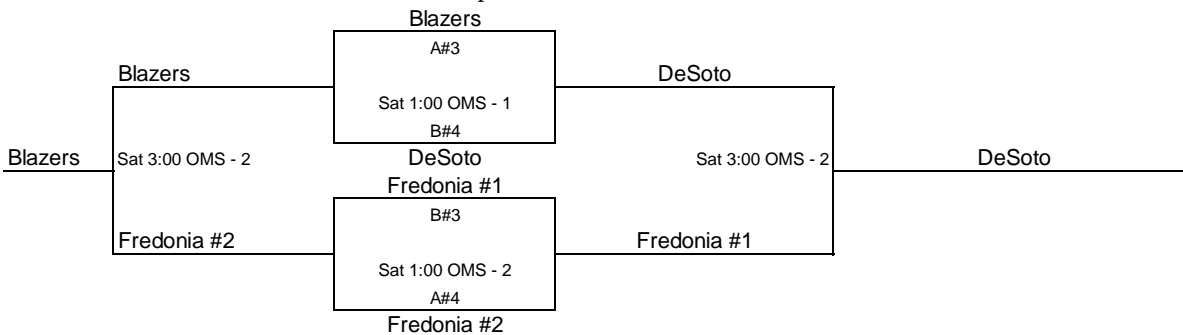 Blazers
A#3
Blazers
DeSoto
Sat 1:00 OMS - 1
B#4
Blazers
Sat 3:00 OMS - 2
DeSoto
Sat 3:00 OMS - 2
DeSoto
Fredonia #1
B#3
Fredonia #2
Fredonia #1
Sat 1:00 OMS - 2
A#4
Fredonia #2